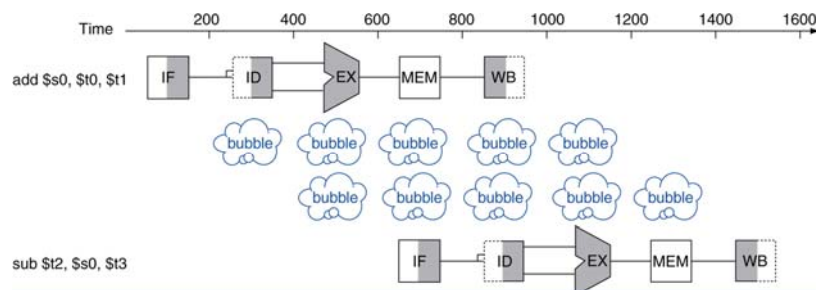 Time 200 400 600 800 1000 1200 1400 1600
add $s0, $t0, $t1 IF ID EX MEM WB
bubble bubble bubble bubble bubble
bubble bubble bubble bubble bubble
sub $t2, $s0, $t3 IF ID EX MEM WB